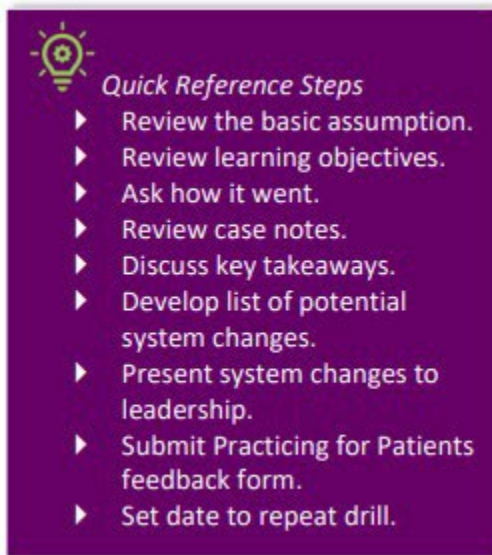 Quick Reference Steps
Review the basic assumption.
Review learning objectives.
Ask how it went.
Review case notes.
Discuss key takeaways.
Develop list of potential
system changes.
Present system changes to
leadership.
Submit Practicing for Patients
feedback form.
Set date to repeat drill.